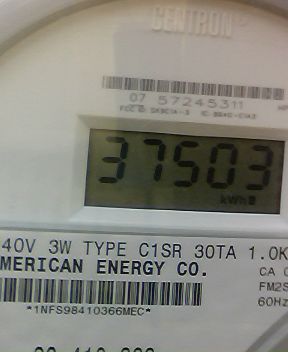 CENTRON
07 57245311
37503
kWh
40V 3W TYPE C1SR 30TA 1.0K
MERICAN ENERGY CO.
CA
FM2S
60Hz
*1NFS98410366MEC*